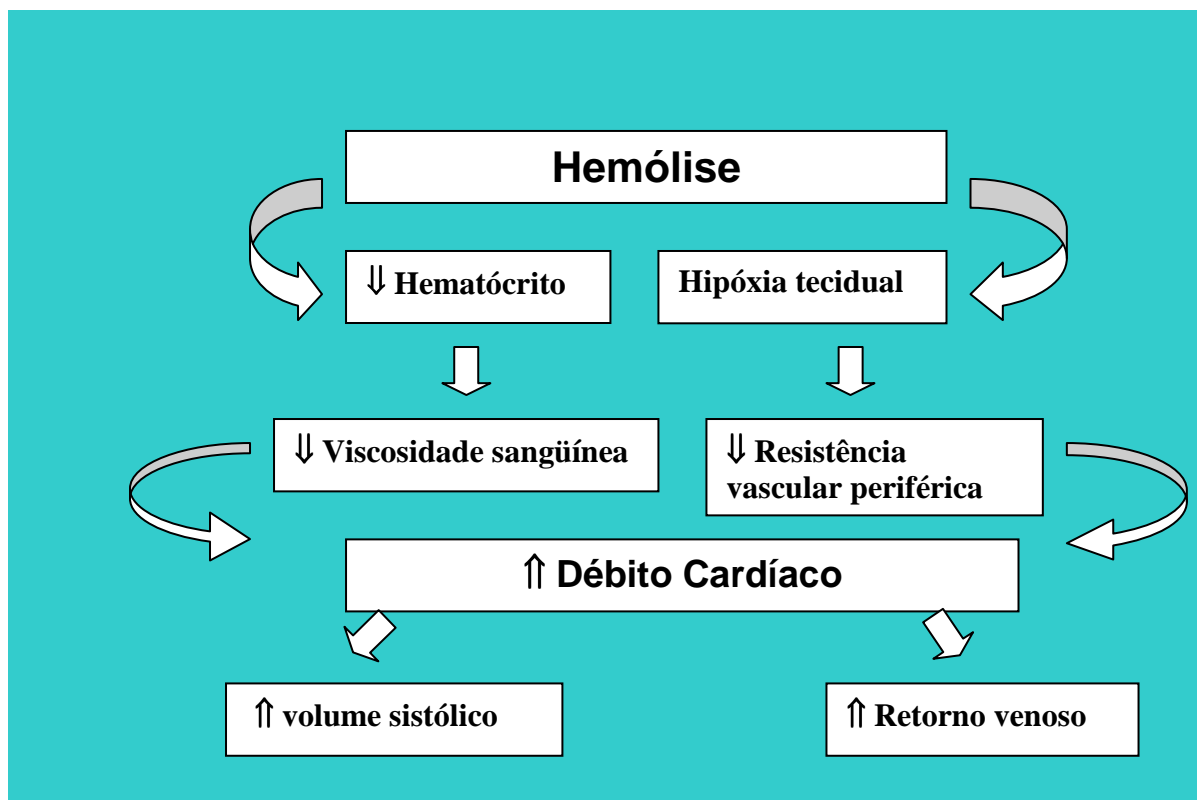 Hemólise
⇓ Hematócrito
Hipóxia tecidual
⇓ Viscosidade sangüínea
⇓ Resistência
vascular periférica
⇑ Débito Cardíaco
⇑ volume sistólico
⇑ Retorno venoso